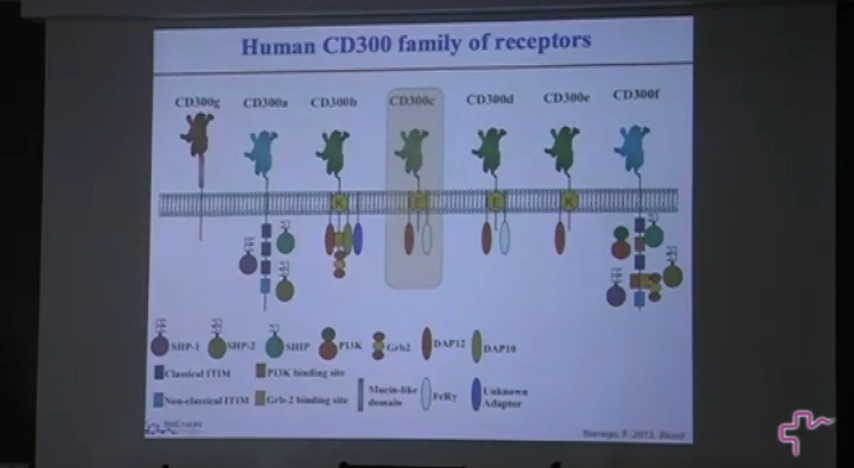 Human CD300 family of receptors
CD300g CD300a CD300b CD300c CD300d CD300e CD300f
K E E K
SHP-1 SHP-2 SHIP PI3K Grb2 DAP12 DAP10
Classical ITIM PI3K binding site
Non-classical ITIM Grb-2 binding site Mucin-like domain FcRγ Unknown Adaptor
BioCruces
Borrego, F. 2013. Blood